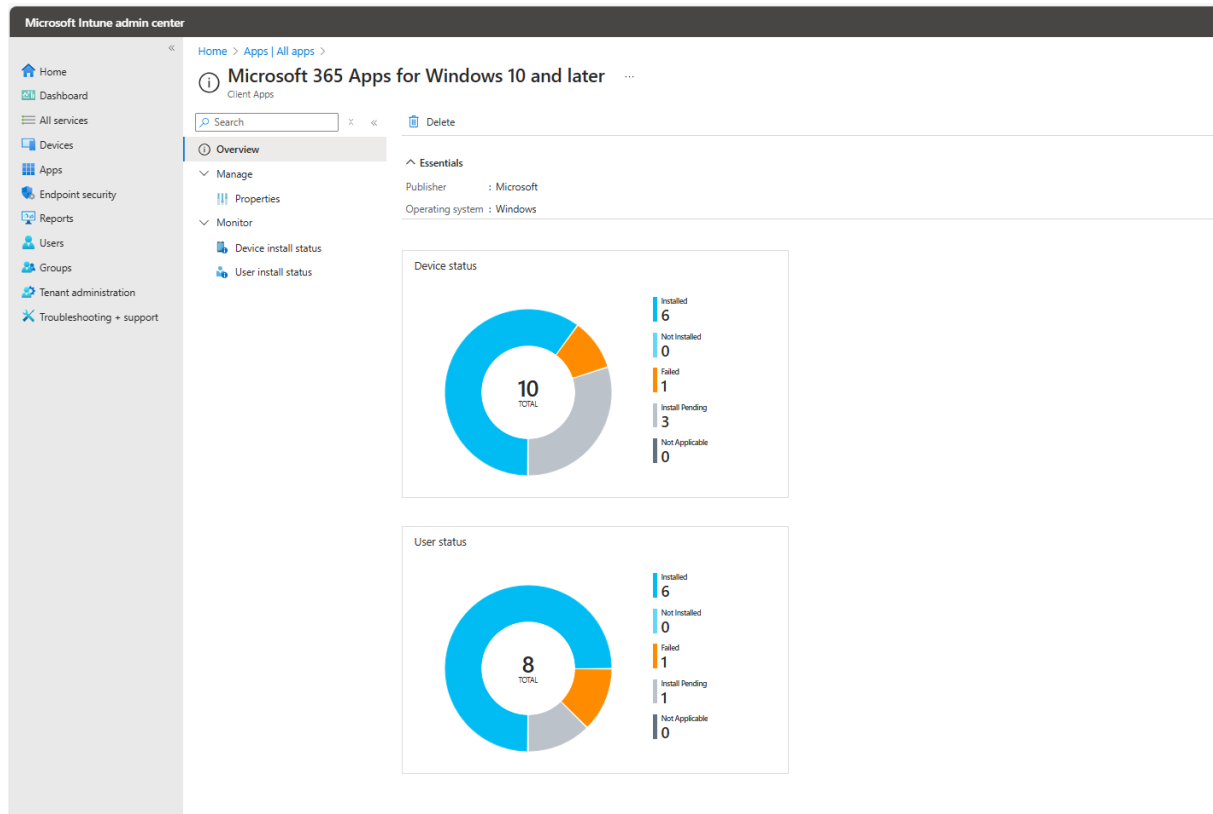 Microsoft Intune admin center
«
Home
Dashboard
All services
Devices
Apps
Endpoint security
Reports
Users
Groups
Tenant administration
Troubleshooting + support
Home > Apps | All apps >
Microsoft 365 Apps for Windows 10 and later ...
Client Apps
Search
«
Overview
Manage
Properties
Monitor
Device install status
User install status
Delete
Essentials
Publisher : Microsoft
Operating system : Windows
Device status
10
TOTAL
Installed
6
Not Installed
0
Failed
1
Install Pending
3
Not Applicable
0
User status
8
TOTAL
Installed
6
Not Installed
0
Failed
1
Install Pending
1
Not Applicable
0